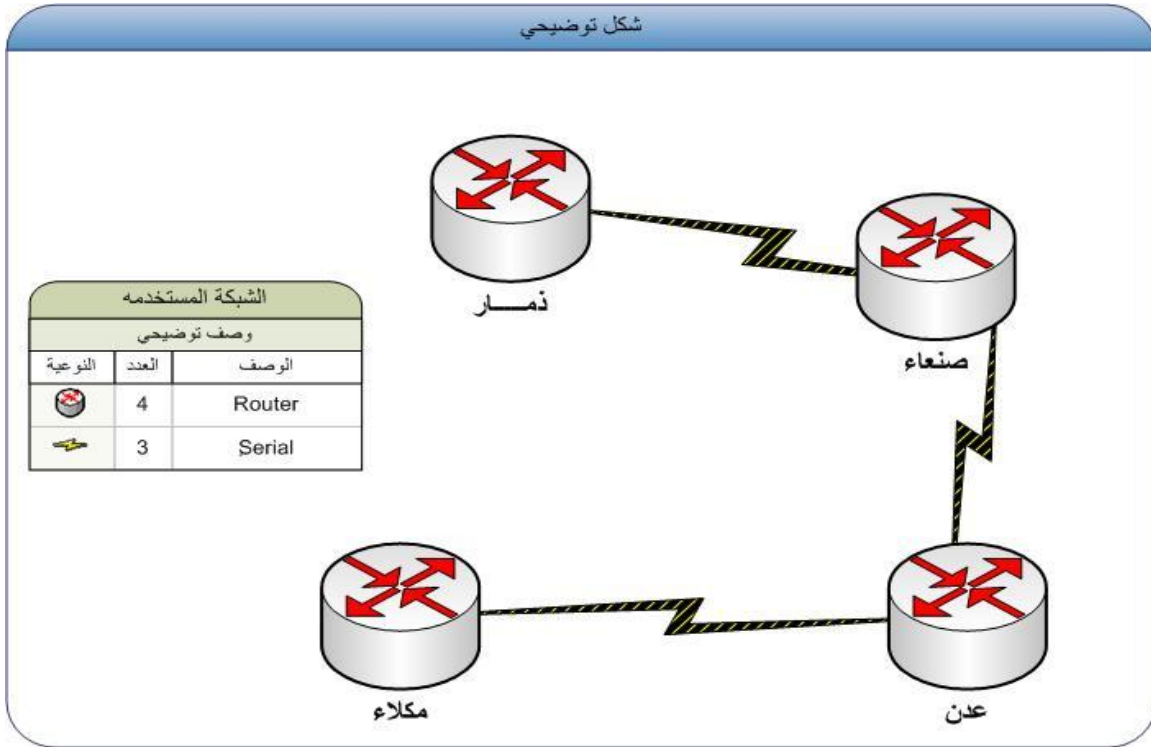 شكل توضيحي
ذمـــار
صنعاء
الشبكة المستخدمه
وصف توضيحي
النوعية العدد الوصف
4 Router
3 Serial
مكلاء
عدن